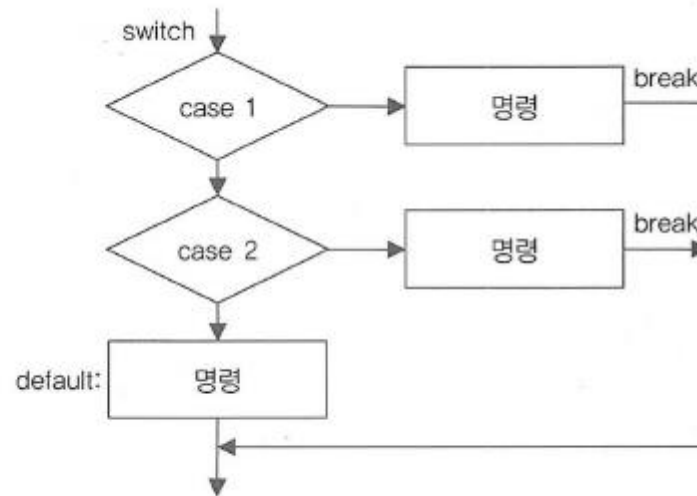 switch
case 1
명령
break
case 2
명령
break
default:
명령